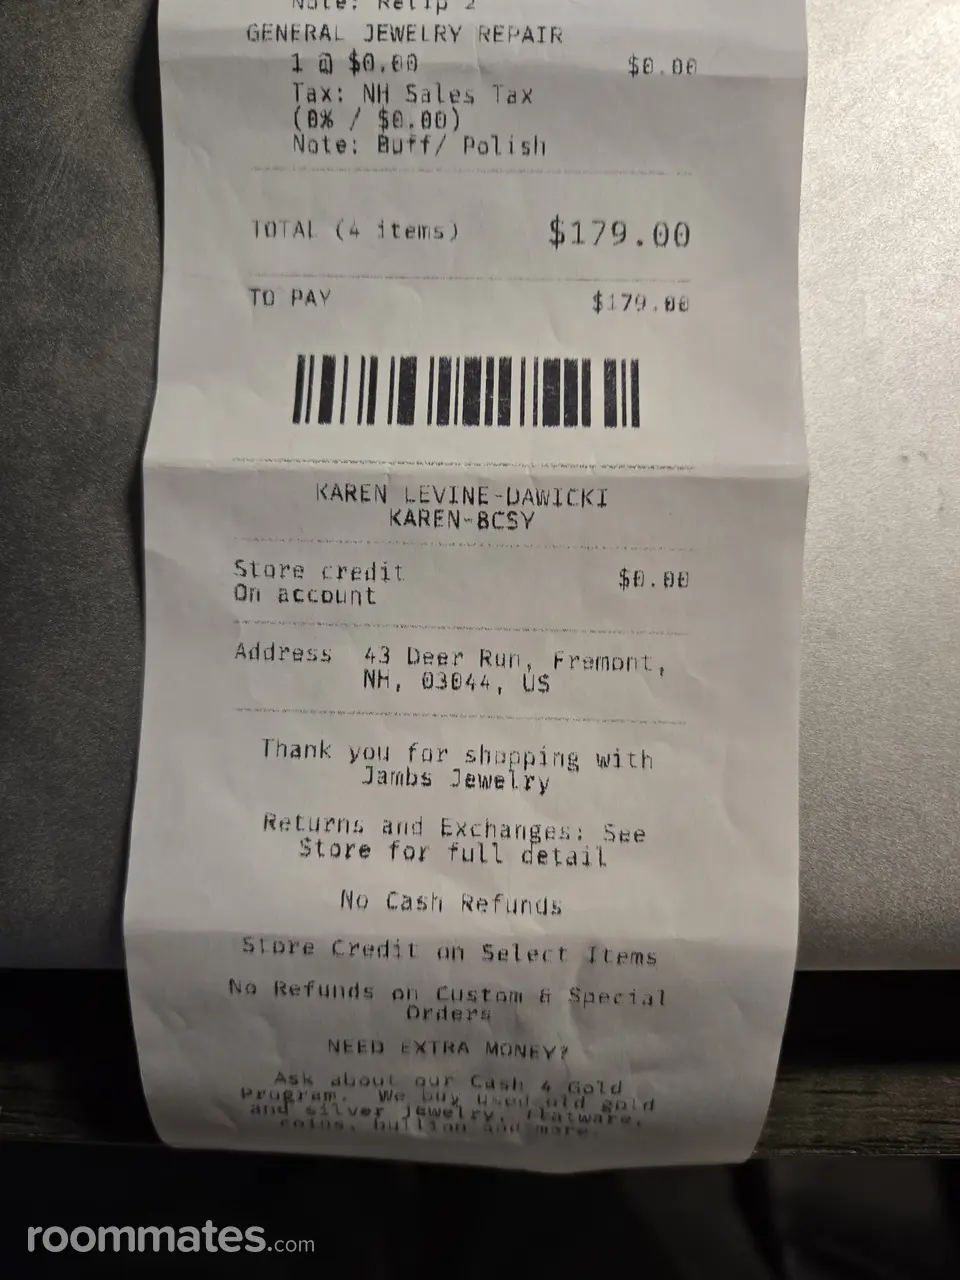 Note: Retip 2
GENERAL JEWELRY REPAIR
1 @ $0.00 $0.00
Tax: NH Sales Tax
(0% / $0.00)
Note: Buff/ Polish
TOTAL (4 items) $179.00
TO PAY $179.00
KAREN LEVINE-DAWICKI
KAREN-8CSY
Store credit $0.00
On account
Address 43 Deer Run, Fremont,
NH, 03044, US
Thank you for shopping with
Jambs Jewelry
Returns and Exchanges: See
Store for full detail
No Cash Refunds
Store Credit on Select Items
No Refunds on Custom & Special
Orders
NEED EXTRA MONEY?
Ask about our Cash 4 Gold
Program. We buy used old gold
and silver jewelry, flatware,
coins, bullion and more.
roommates.com